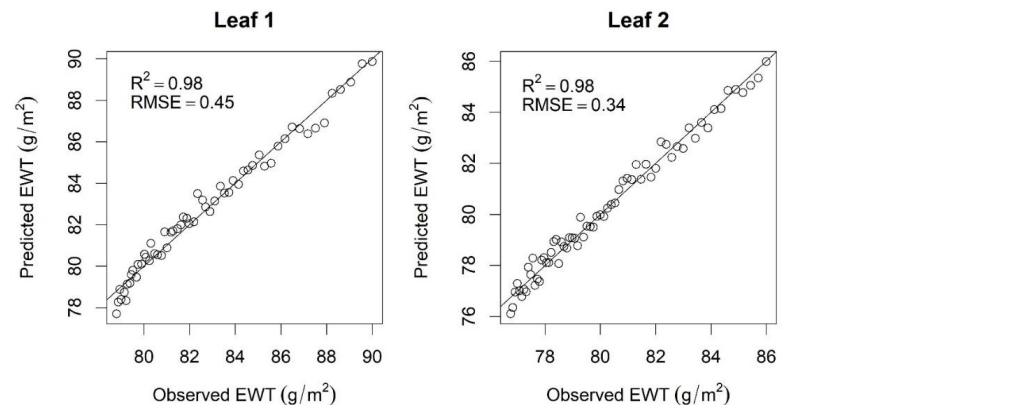 Leaf 1
R² = 0.98
RMSE = 0.45
Predicted EWT (g/m²)
90
88
86
84
82
80
78
80 82 84 86 88 90
Observed EWT (g/m²)
Leaf 2
R² = 0.98
RMSE = 0.34
Predicted EWT (g/m²)
86
84
82
80
78
76
78 80 82 84 86
Observed EWT (g/m²)